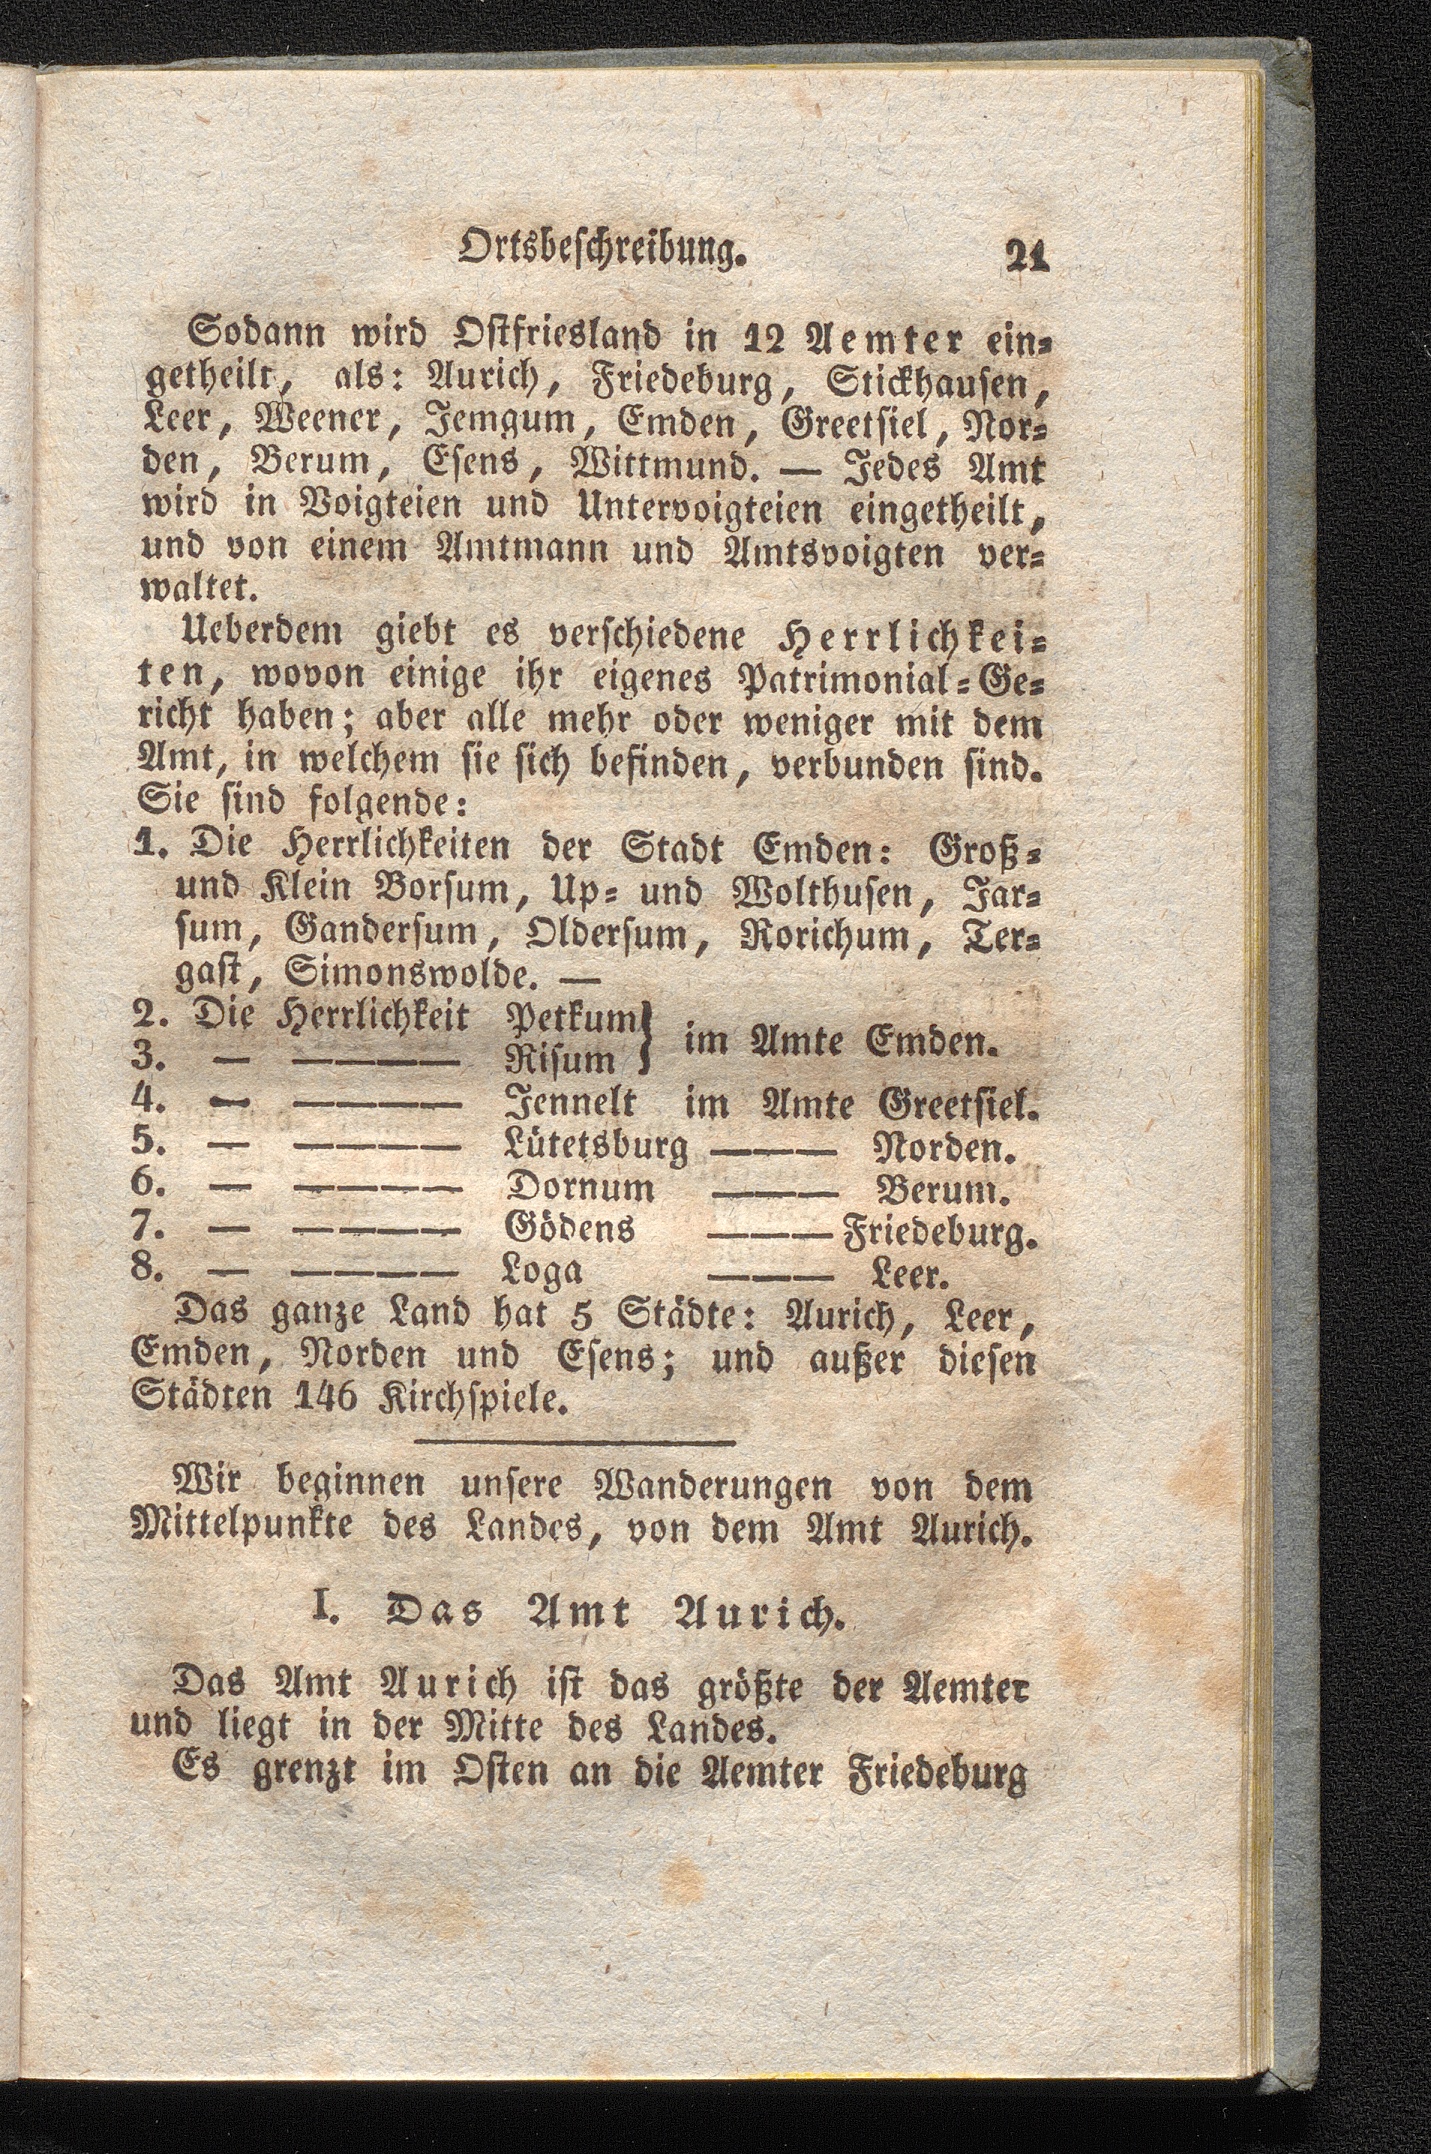 Ortsbeschreibung. 21
Sodann wird Ostfriesland in 12 Aemter ein-
getheilt, als: Aurich, Friedeburg, Stickhausen,
Leer, Weener, Jemgum, Emden, Greetsiel, Nor-
den, Berum, Esens, Wittmund. — Jedes Amt
wird in Voigteien und Untervoigteien eingetheilt,
und von einem Amtmann und Amtsvoigten ver-
waltet.
Ueberdem giebt es verschiedene Herrlichkei-
ten, wovon einige ihr eigenes Patrimonial-Ge-
richt haben; aber alle mehr oder weniger mit dem
Amt, in welchem sie sich befinden, verbunden sind.
Sie sind folgende:
1. Die Herrlichkeiten der Stadt Emden: Groß-
und Klein Borsum, Up- und Wolthusen, Jar-
sum, Gandersum, Oldersum, Rorichum, Ter-
gast, Simonswolde. —
2. Die Herrlichkeit Petkum } im Amte Emden.
3. — ———— Risum }
4. — ———— Jennelt im Amte Greetsiel.
5. — ———— Lütetsburg ——— Norden.
6. — ———— Dornum ——— Berum.
7. — ———— Gödens ——— Friedeburg.
8. — ———— Loga ——— Leer.
Das ganze Land hat 5 Städte: Aurich, Leer,
Emden, Norden und Esens; und außer diesen
Städten 146 Kirchspiele.
Wir beginnen unsere Wanderungen von dem
Mittelpunkte des Landes, von dem Amt Aurich.
I. Das Amt Aurich.
Das Amt Aurich ist das größte der Aemter
und liegt in der Mitte des Landes.
Es grenzt im Osten an die Aemter Friedeburg